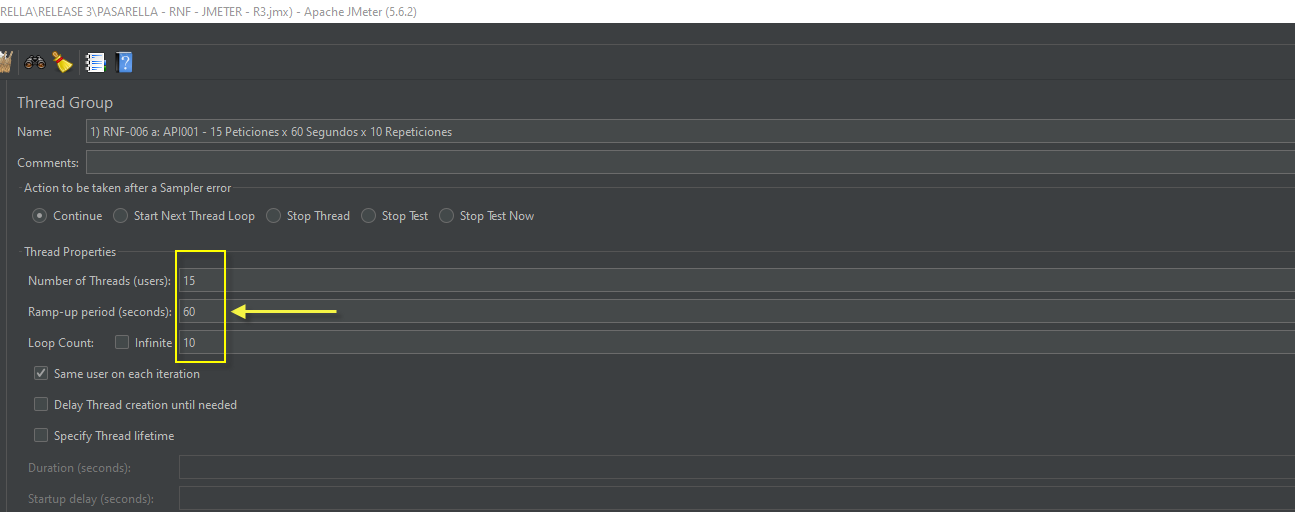 RELLA\RELEASE 3\PASARELLA - RNF - JMETER - R3.jmx) - Apache JMeter (5.6.2)
?
Thread Group
Name: 1) RNF-006 a: API001 - 15 Peticiones x 60 Segundos x 10 Repeticiones
Comments:
Action to be taken after a Sampler error
Continue Start Next Thread Loop Stop Thread Stop Test Stop Test Now
Thread Properties
Number of Threads (users): 15
Ramp-up period (seconds): 60
Loop Count: Infinite 10
Same user on each iteration
Delay Thread creation until needed
Specify Thread lifetime
Duration (seconds):
Startup delay (seconds):